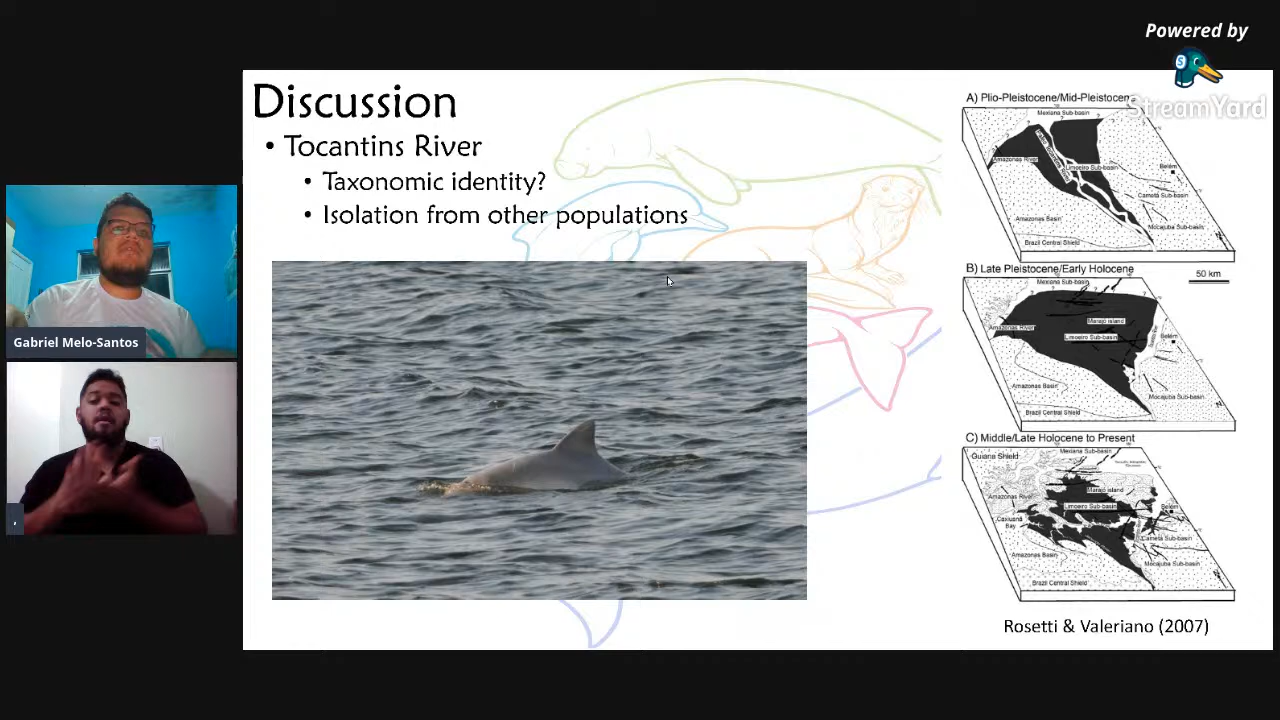 Powered by
StreamYard
Discussion
• Tocantins River
• Taxonomic identity?
• Isolation from other populations
Gabriel Melo-Santos
,
A) Plio-Pleistocene/Mid-Pleistocene
Mexiana Sub-basin
Amazonas River
Limoeiro Sub-basin
Belém
Cametá Sub-basin
Amazonas Basin
Mocajuba Sub-basin
Brazil Central Shield
N
B) Late Pleistocene/Early Holocene
50 km
Mexiana Sub-basin
Marajó island
Amazonas River
Limoeiro Sub-basin
Belém
Amazonas Basin
Mocajuba Sub-basin
Brazil Central Shield
N
C) Middle/Late Holocene to Present
Guiana Shield
Mexiana Sub-basin
Amazonas River
Marajó island
Limoeiro Sub-basin
Belém
Caxiuanã
Bay
Cametá Sub-basin
Amazonas Basin
Mocajuba Sub-basin
Brazil Central Shield
N
Rosetti & Valeriano (2007)